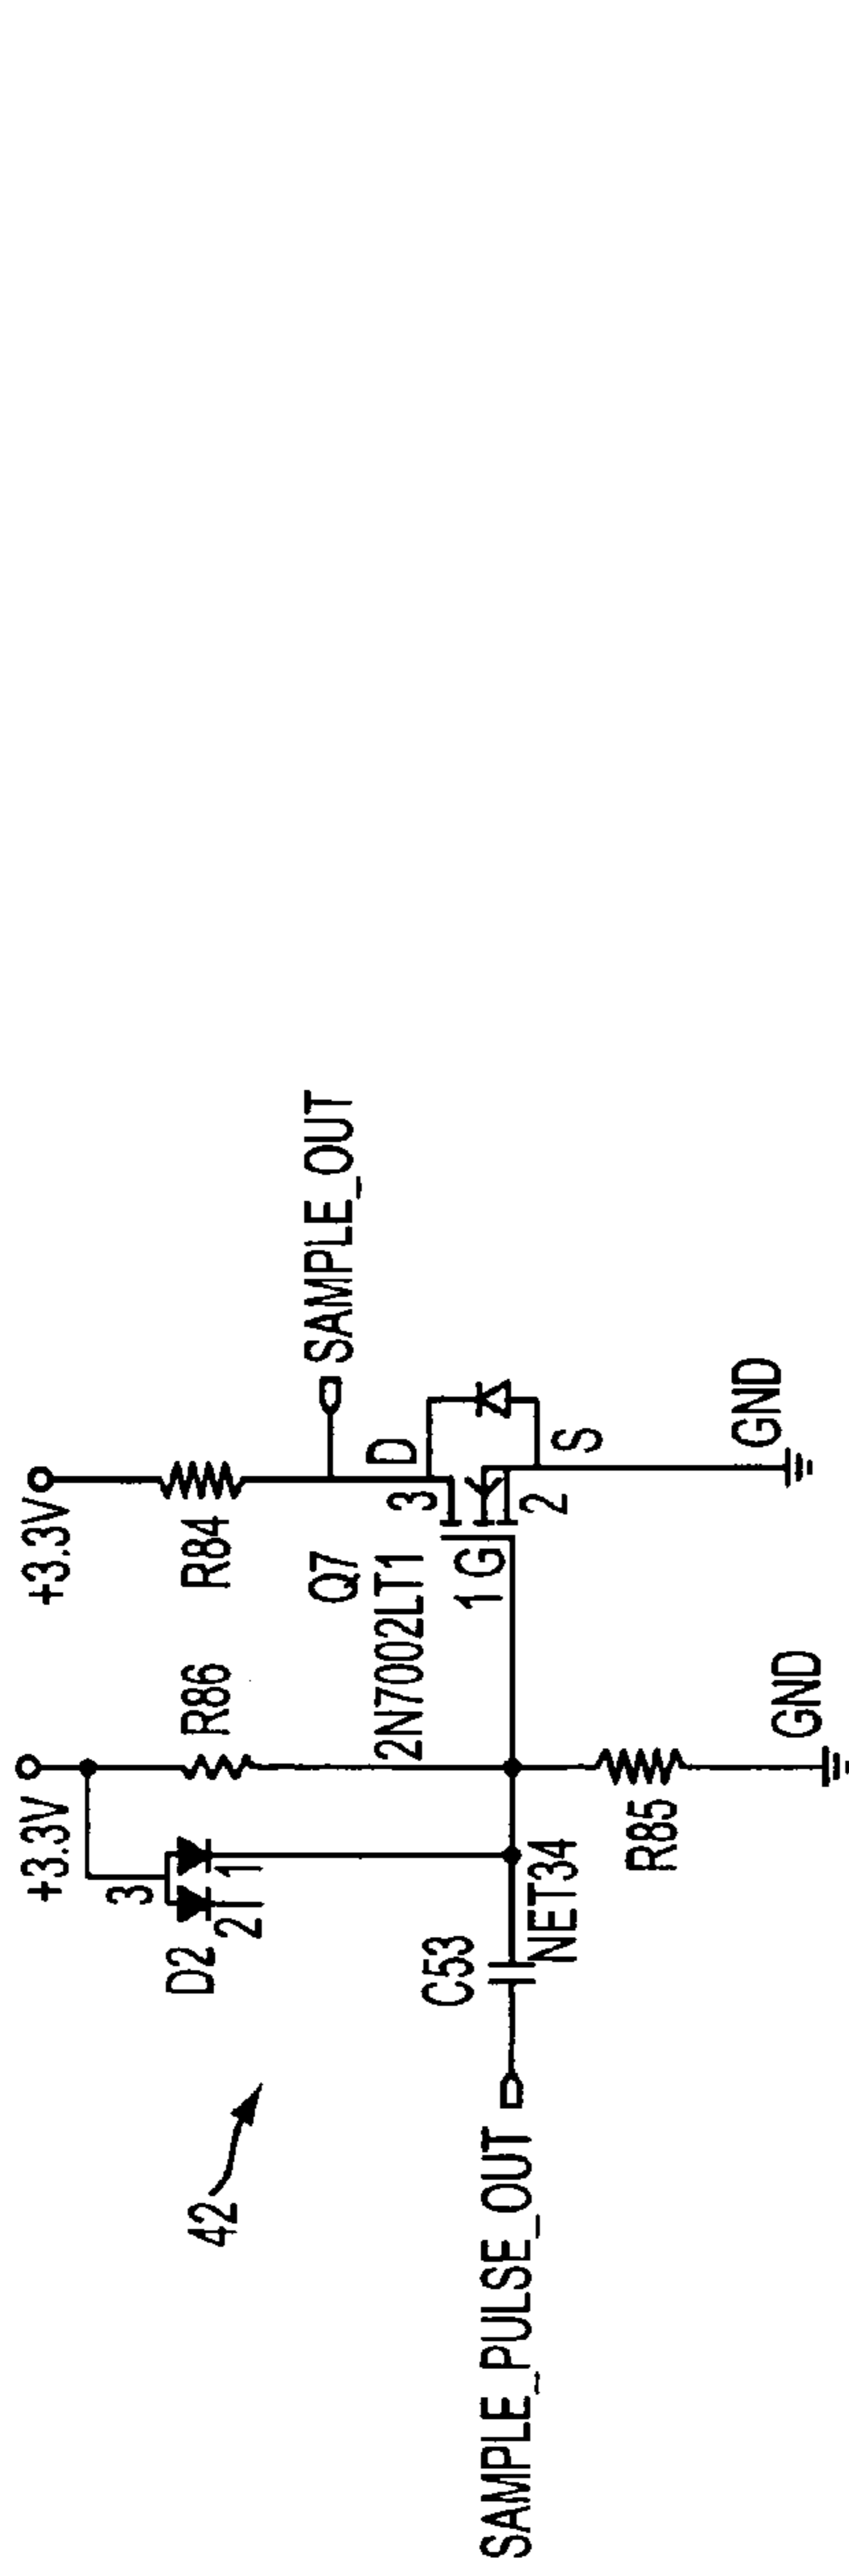 +3.3V
+3.3V
3
R86
R84
D2
2
1
42
SAMPLE_OUT
Q7
2N7002LT1
D
3
1 G
2
S
C53
NET34
SAMPLE_PULSE_OUT
R85
GND
GND